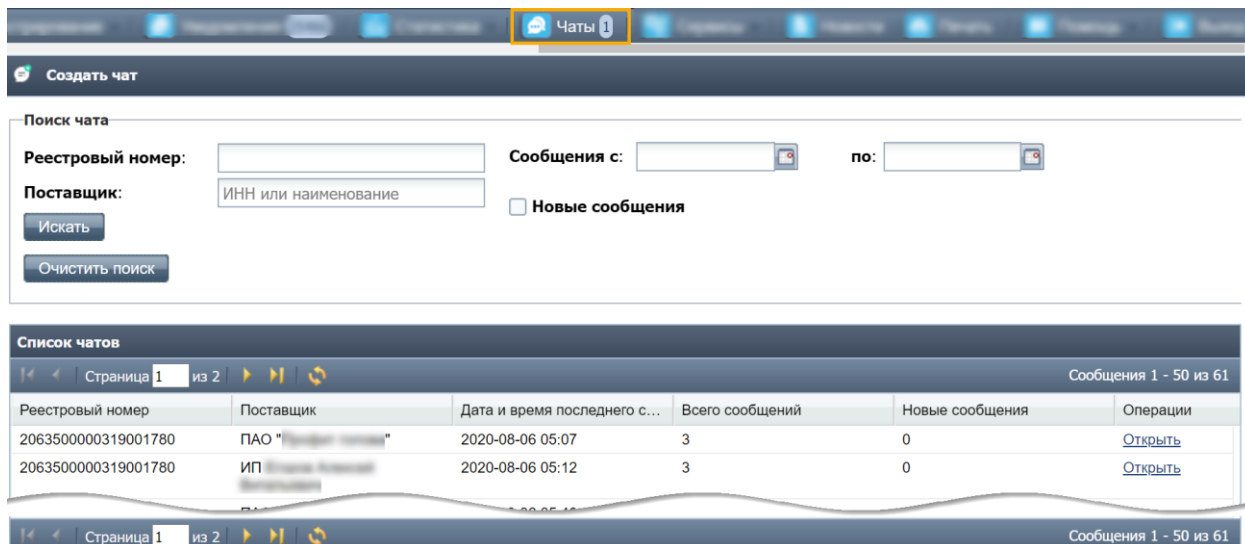 Чаты 1
Создать чат
Поиск чата
Реестровый номер: Сообщения с: по:
Поставщик: ИНН или наименование
Новые сообщения
Искать
Очистить поиск
Список чатов
Страница 1 из 2 Сообщения 1 - 50 из 61
Реестровый номер Поставщик Дата и время последнего с... Всего сообщений Новые сообщения Операции
2063500000319001780 ПАО " " 2020-08-06 05:07 3 0 Открыть
2063500000319001780 ИП 2020-08-06 05:12 3 0 Открыть
Страница 1 из 2 Сообщения 1 - 50 из 61